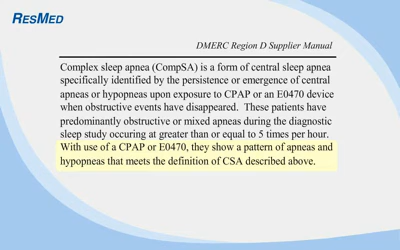 RESMED
DMERC Region D Supplier Manual
Complex sleep apnea (CompSA) is a form of central sleep apnea
specifically identified by the persistence or emergence of central
apneas or hypopneas upon exposure to CPAP or an E0470 device
when obstructive events have disappeared. These patients have
predominantly obstructive or mixed apneas during the diagnostic
sleep study occuring at greater than or equal to 5 times per hour.
With use of a CPAP or E0470, they show a pattern of apneas and
hypopneas that meets the definition of CSA described above.